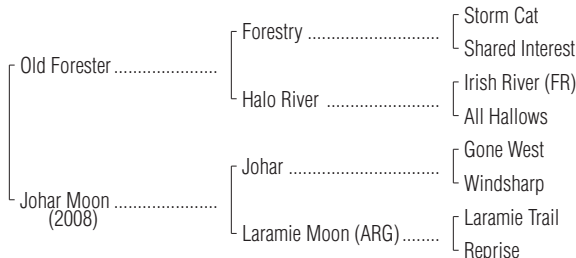 Storm Cat
Forestry ........................
Shared Interest
Old Forester ...................
Irish River (FR)
Halo River .....................
All Hallows
Gone West
Johar ............................
Windsharp
Johar Moon ...................
(2008)
Laramie Trail
Laramie Moon (ARG) ........
Reprise